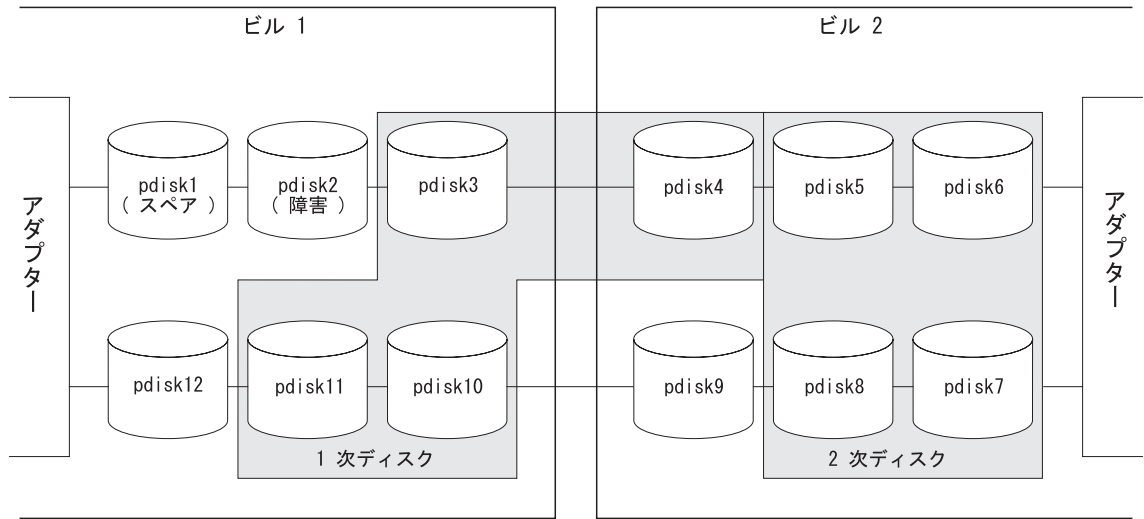 ビル 1
ビル 2
アダプター
pdisk1
( スペア )
pdisk2
( 障害 )
pdisk3
pdisk4
pdisk5
pdisk6
アダプター
pdisk12
pdisk11
pdisk10
pdisk9
pdisk8
pdisk7
1 次ディスク
2 次ディスク